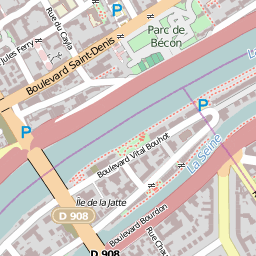 Parc de
Bécon
Rue du Cayla
Jules Ferry
Boulevard Saint-Denis
P
P
P
Boulevard Vital Bouhot
La Seine
Île de la Jatte
D 908
Boulevard Bourdon
D 908